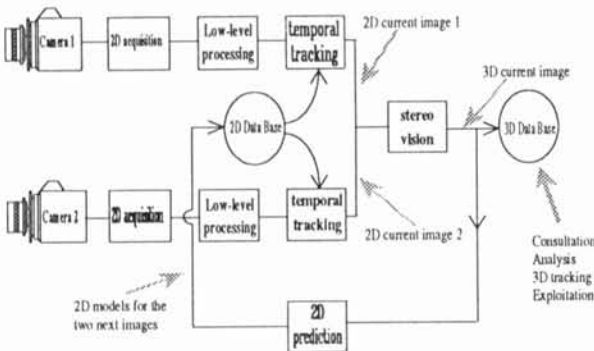 Camera 1
2D acquisition
Low-level
processing
temporal
tracking
2D current image 1
3D current image
2D Data Base
stereo
vision
3D Data Base
Camera 2
2D acquisition
Low-level
processing
temporal
tracking
2D current image 2
Consultation
Analysis
3D tracking
Exploitation
2D models for the
two next images
2D
prediction